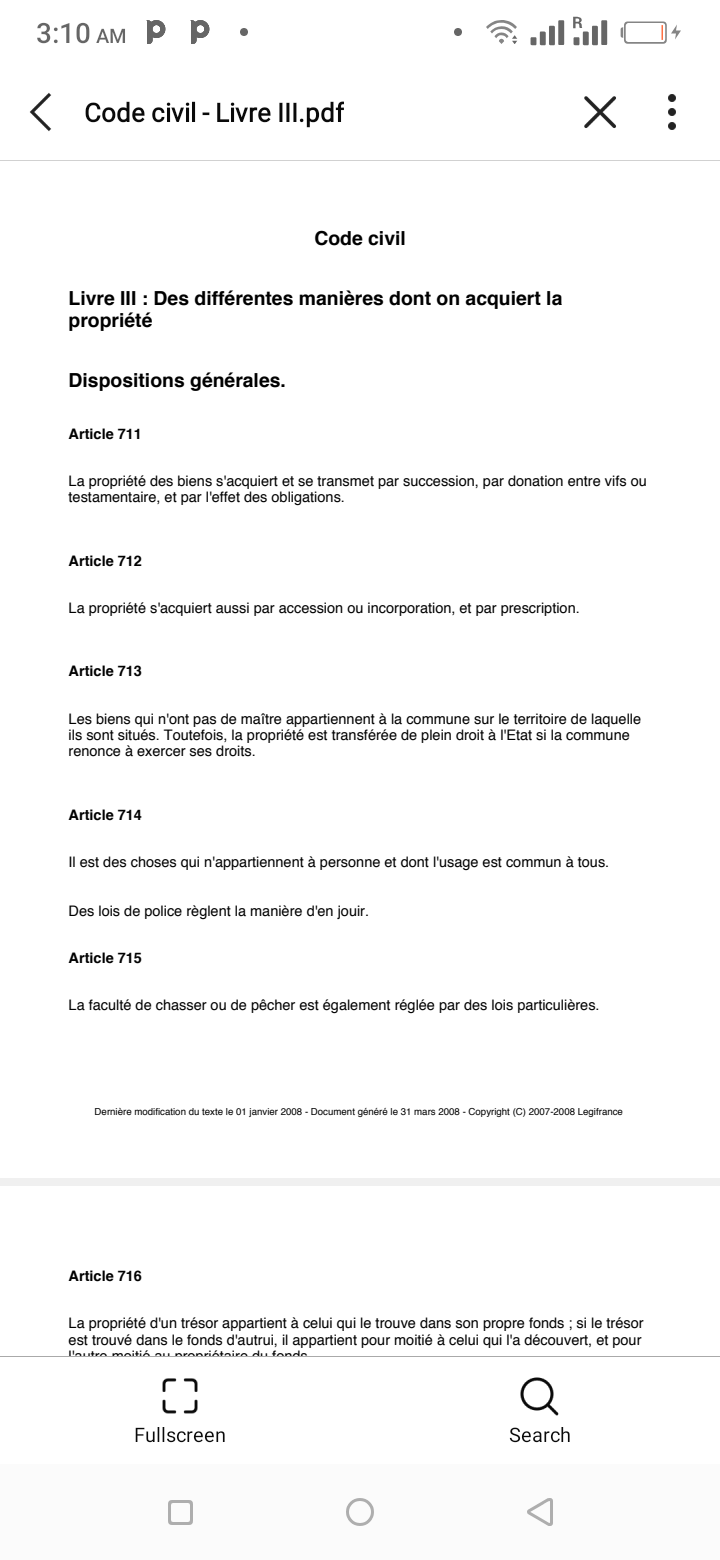 3:10 AM
R
Code civil - Livre III.pdf
Code civil
Livre III : Des différentes manières dont on acquiert la
propriété
Dispositions générales.
Article 711
La propriété des biens s'acquiert et se transmet par succession, par donation entre vifs ou
testamentaire, et par l'effet des obligations.
Article 712
La propriété s'acquiert aussi par accession ou incorporation, et par prescription.
Article 713
Les biens qui n'ont pas de maître appartiennent à la commune sur le territoire de laquelle
ils sont situés. Toutefois, la propriété est transférée de plein droit à l'Etat si la commune
renonce à exercer ses droits.
Article 714
Il est des choses qui n'appartiennent à personne et dont l'usage est commun à tous.
Des lois de police règlent la manière d'en jouir.
Article 715
La faculté de chasser ou de pêcher est également réglée par des lois particulières.
Dernière modification du texte le 01 janvier 2008 - Document généré le 31 mars 2008 - Copyright (C) 2007-2008 Legifrance
Article 716
La propriété d'un trésor appartient à celui qui le trouve dans son propre fonds ; si le trésor
est trouvé dans le fonds d'autrui, il appartient pour moitié à celui qui l'a découvert, et pour
l'autre moitié au propriétaire du fonds.
Fullscreen
Search